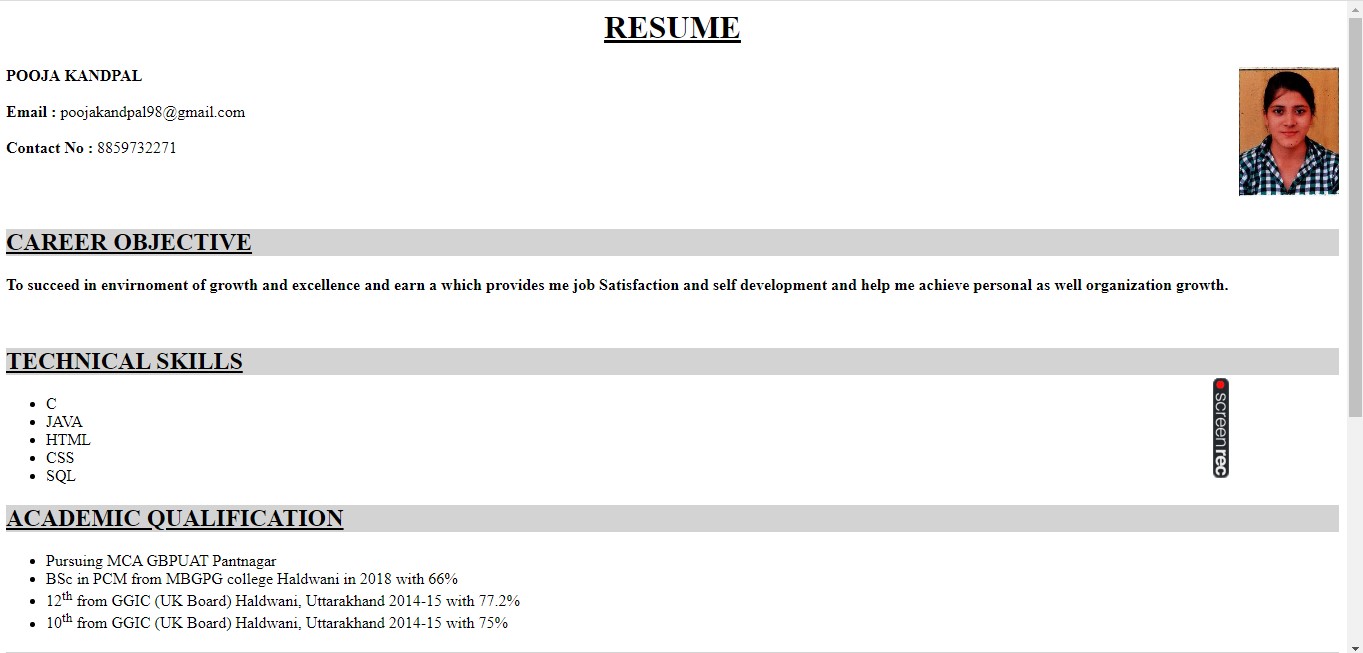 RESUME
POOJA KANDPAL
Email : poojakandpal98@gmail.com
Contact No : 8859732271
CAREER OBJECTIVE
To succeed in envirnoment of growth and excellence and earn a which provides me job Satisfaction and self development and help me achieve personal as well organization growth.
TECHNICAL SKILLS
C
JAVA
HTML
CSS
SQL
screenrec
ACADEMIC QUALIFICATION
Pursuing MCA GBPUAT Pantnagar
BSc in PCM from MBGPG college Haldwani in 2018 with 66%
12th from GGIC (UK Board) Haldwani, Uttarakhand 2014-15 with 77.2%
10th from GGIC (UK Board) Haldwani, Uttarakhand 2014-15 with 75%